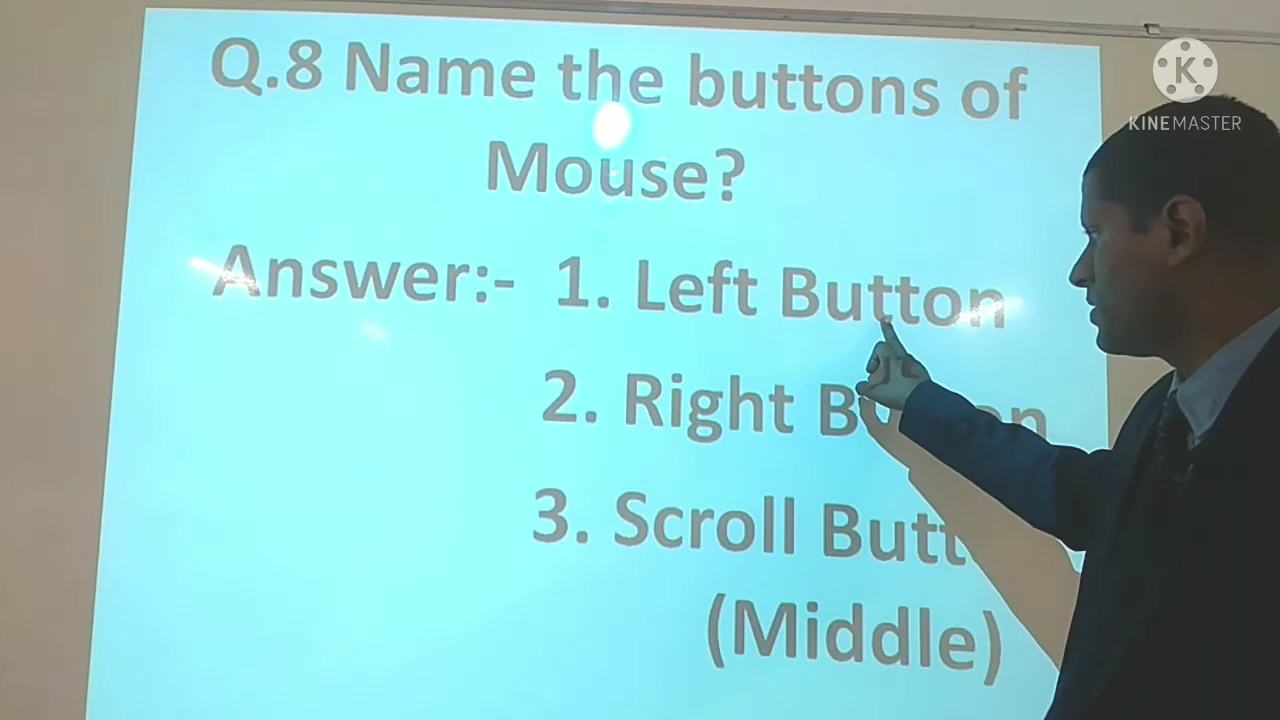 Q.8 Name the buttons of
Mouse?
Answer:- 1. Left Button
2. Right
3. Scroll
(Middle)
K
KINEMASTER